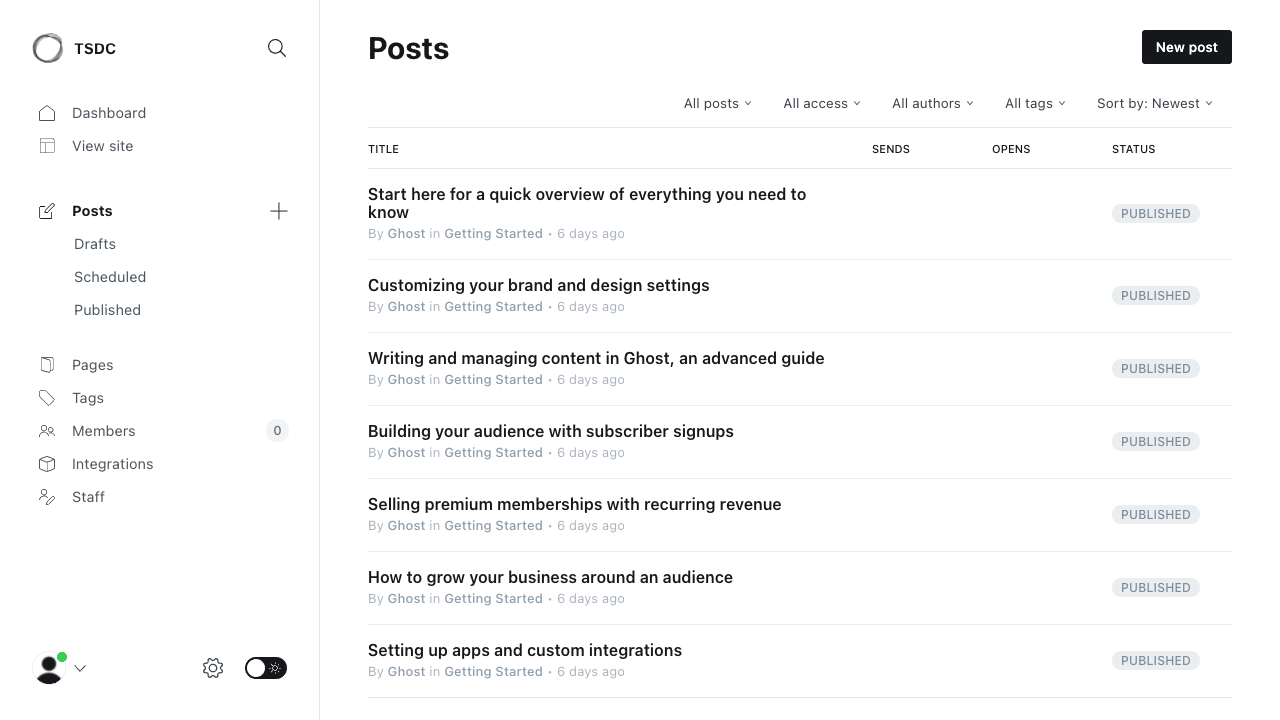 TSDC
Dashboard
View site
Posts
Drafts
Scheduled
Published
Pages
Tags
Members 0
Integrations
Staff
Posts
New post
All posts All access All authors All tags Sort by: Newest
TITLE SENDS OPENS STATUS
Start here for a quick overview of everything you need to
know
By Ghost in Getting Started • 6 days ago
PUBLISHED
Customizing your brand and design settings
By Ghost in Getting Started • 6 days ago
PUBLISHED
Writing and managing content in Ghost, an advanced guide
By Ghost in Getting Started • 6 days ago
PUBLISHED
Building your audience with subscriber signups
By Ghost in Getting Started • 6 days ago
PUBLISHED
Selling premium memberships with recurring revenue
By Ghost in Getting Started • 6 days ago
PUBLISHED
How to grow your business around an audience
By Ghost in Getting Started • 6 days ago
PUBLISHED
Setting up apps and custom integrations
By Ghost in Getting Started • 6 days ago
PUBLISHED